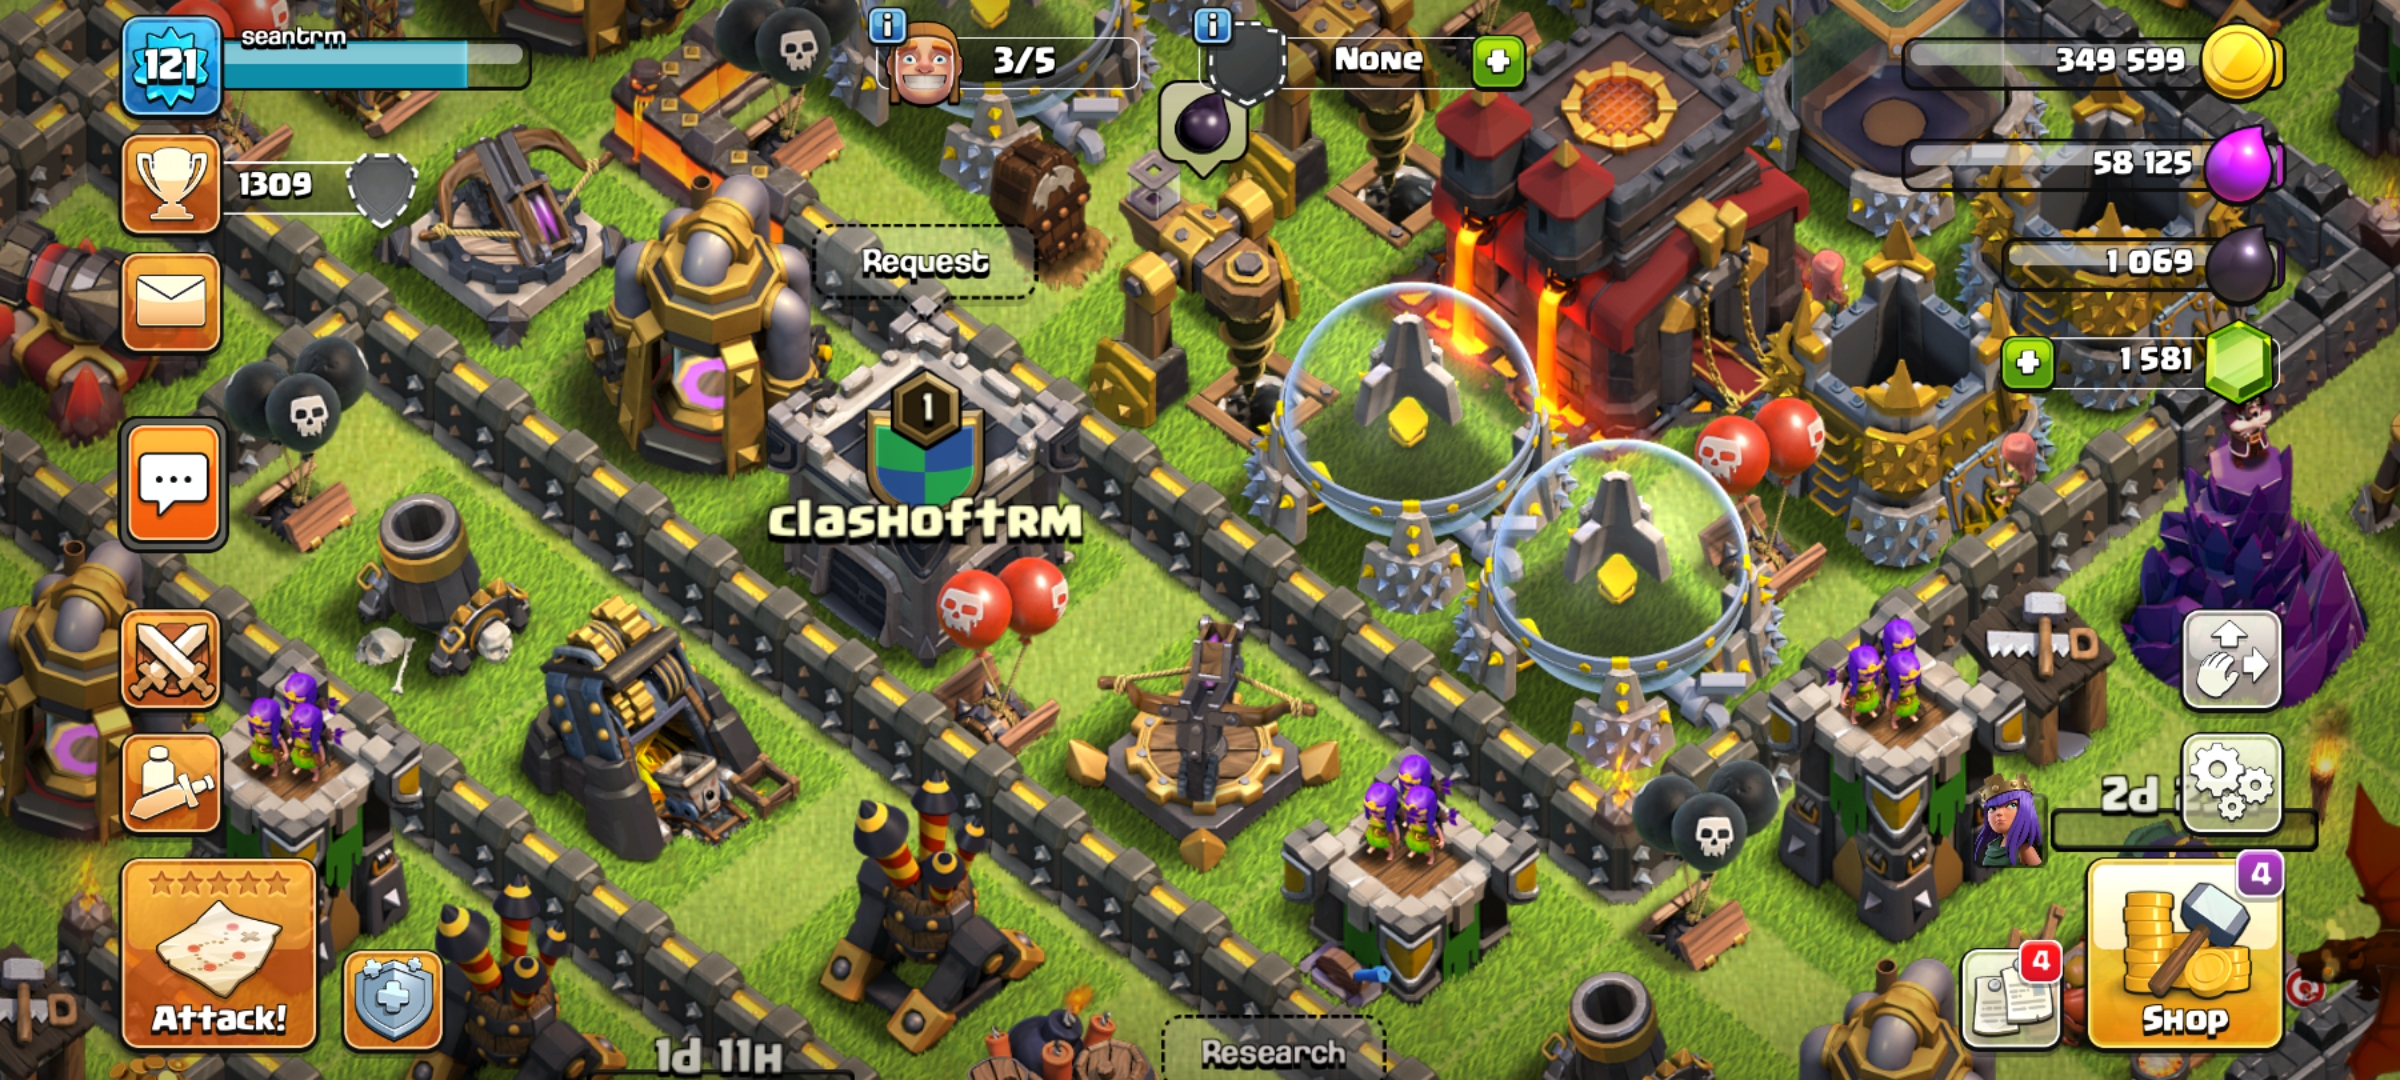 121
seantrm
3/5
None
349 599
1309
58 125
Request
1 069
1 581
1
clashoftRM
2d
4
4
Attack!
Shop
1d 11H
Research